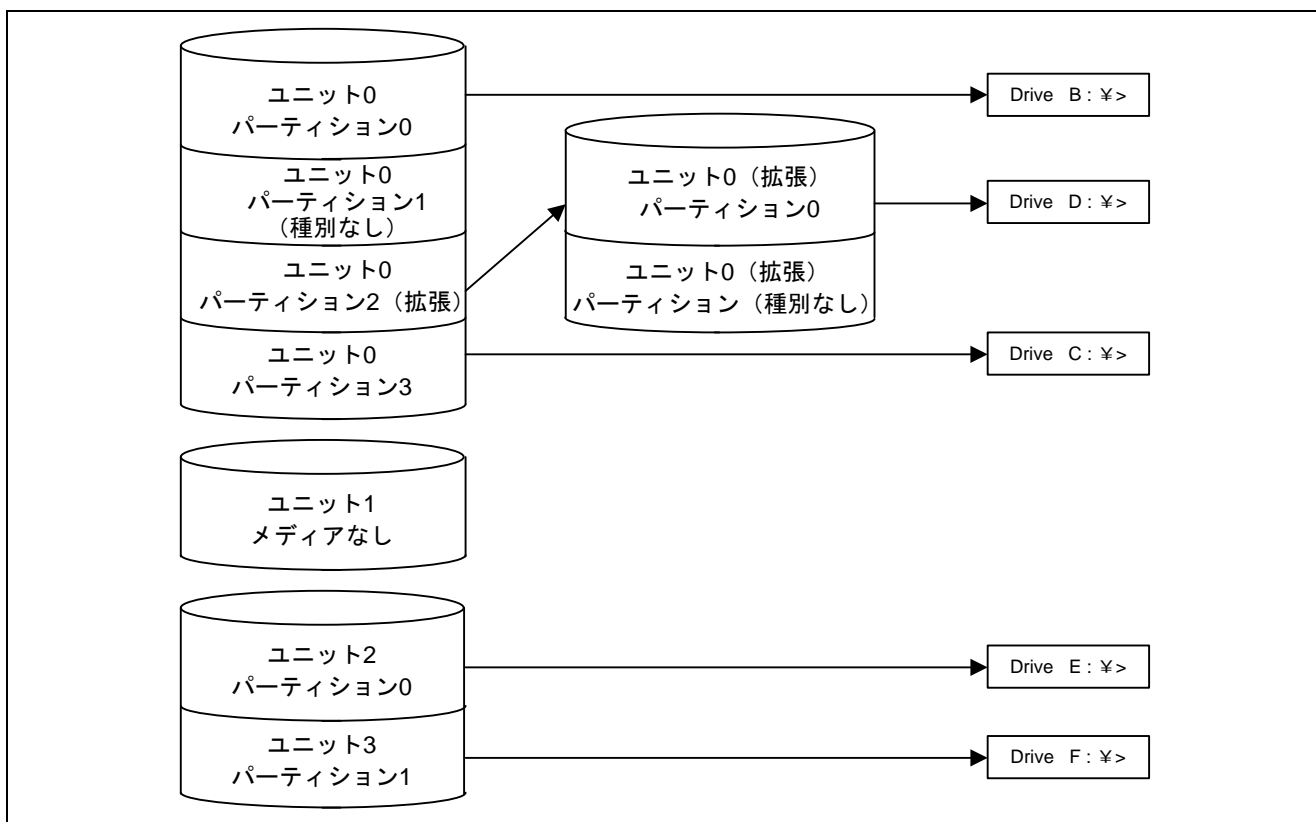 ユニット0
パーティション0
Drive B:¥>
ユニット0
パーティション1
（種別なし）
ユニット0（拡張）
パーティション0
Drive D:¥>
ユニット0
パーティション2（拡張）
ユニット0（拡張）
パーティション（種別なし）
ユニット0
パーティション3
Drive C:¥>
ユニット1
メディアなし
ユニット2
パーティション0
Drive E:¥>
ユニット3
パーティション1
Drive F:¥>